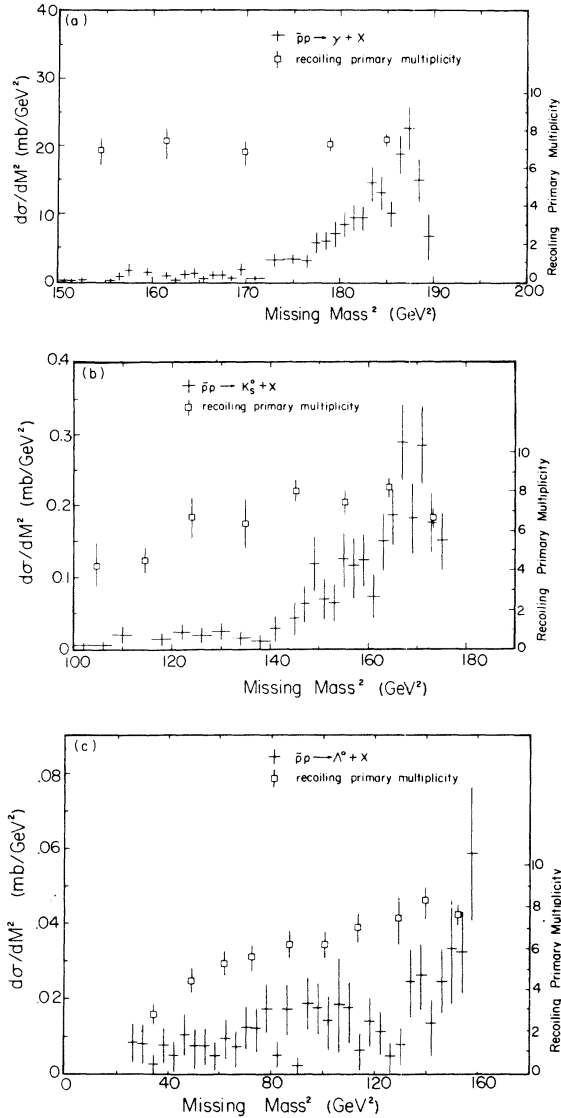 (a)
p̄p → γ + X
recoiling primary multiplicity
dσ/dM² (mb/GeV²)
40
30
20
10
0
10
8
6
4
2
0
Recoiling Primary Multiplicity
150 160 170 180 190 200
Missing Mass² (GeV²)
(b)
p̄p → K°s + X
recoiling primary multiplicity
dσ/dM² (mb/GeV²)
0.4
0.3
0.2
0.1
0
10
8
6
4
2
0
Recoiling Primary Multiplicity
100 120 140 160 180
Missing Mass² (GeV²)
(c)
p̄p → Λ° + X
recoiling primary multiplicity
dσ/dM² (mb/GeV²)
.08
.06
.04
.02
0
10
8
6
4
2
0
Recoiling Primary Multiplicity
0 40 80 120 160
Missing Mass² (GeV²)